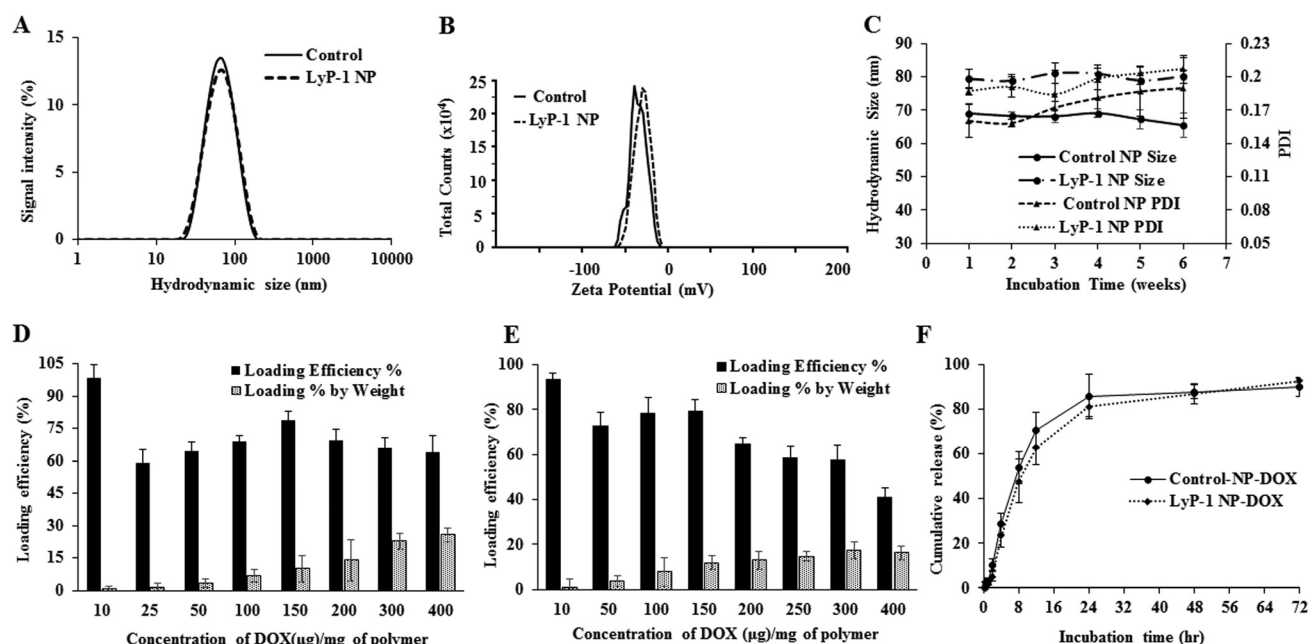 A
Signal intensity (%)
15
10
5
0
1 10 100 1000 10000
Hydrodynamic size (nm)
Control
LyP-1 NP
B
Total Counts (x10⁴)
25
20
15
10
5
0
-100 0 100 200
Zeta Potential (mV)
Control
LyP-1 NP
C
Hydrodynamic Size (nm)
90
80
70
60
50
40
30
0 1 2 3 4 5 6 7
Incubation Time (weeks)
0.23
0.2
0.17
0.14
0.11
0.08
0.05
PDI
Control NP Size
LyP-1 NP Size
Control NP PDI
LyP-1 NP PDI
D
Loading efficiency (%)
105
90
75
60
45
30
15
0
10 25 50 100 150 200 300 400
Concentration of DOX(µg)/mg of polymer
Loading Efficiency %
Loading % by Weight
E
Loading efficiency (%)
100
80
60
40
20
0
10 50 100 150 200 250 300 400
Concentration of DOX (µg)/mg of polymer
Loading Efficiency %
Loading % by Weight
F
Cumulative release (%)
100
80
60
40
20
0
0 8 16 24 32 40 48 56 64 72
Incubation time (hr)
Control-NP-DOX
LyP-1 NP-DOX